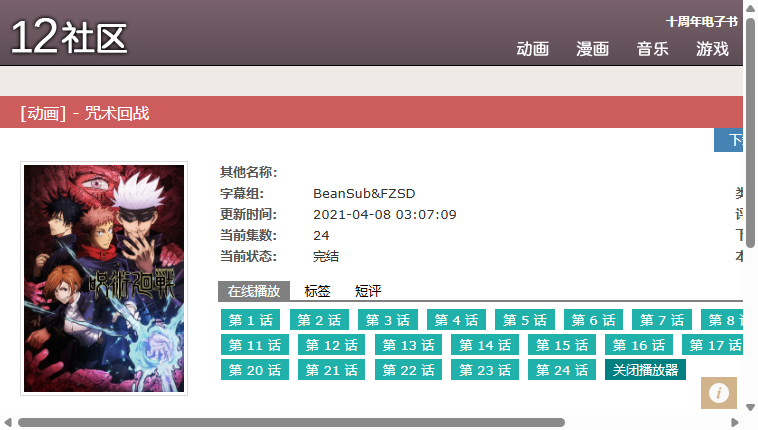 12社区
十周年电子书
动画 漫画 音乐 游戏
[动画] - 咒术回战
其他名称:
字幕组: BeanSub&FZSD
更新时间: 2021-04-08 03:07:09
当前集数: 24
当前状态: 完结
呪術廻戦
在线播放 标签 短评
第 1 话 第 2 话 第 3 话 第 4 话 第 5 话 第 6 话 第 7 话 第 8
第 11 话 第 12 话 第 13 话 第 14 话 第 15 话 第 16 话 第 17 话
第 20 话 第 21 话 第 22 话 第 23 话 第 24 话 关闭播放器